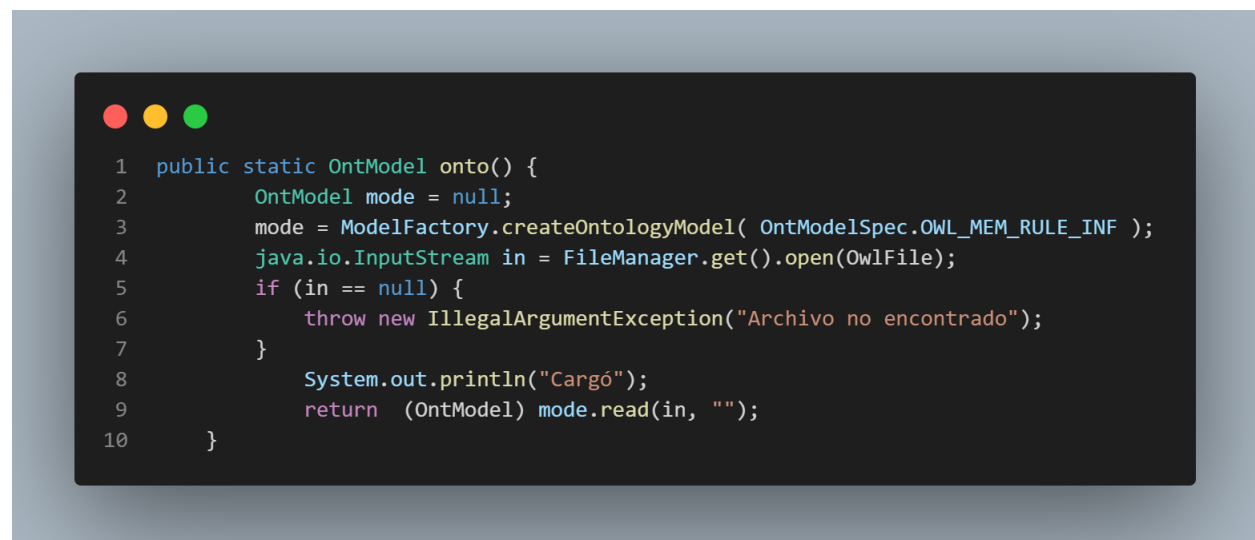 1 public static OntModel onto() {
2 OntModel mode = null;
3 mode = ModelFactory.createOntologyModel( OntModelSpec.OWL_MEM_RULE_INF );
4 java.io.InputStream in = FileManager.get().open(OwlFile);
5 if (in == null) {
6 throw new IllegalArgumentException("Archivo no encontrado");
7 }
8 System.out.println("Cargó");
9 return  (OntModel) mode.read(in, "");
10 }